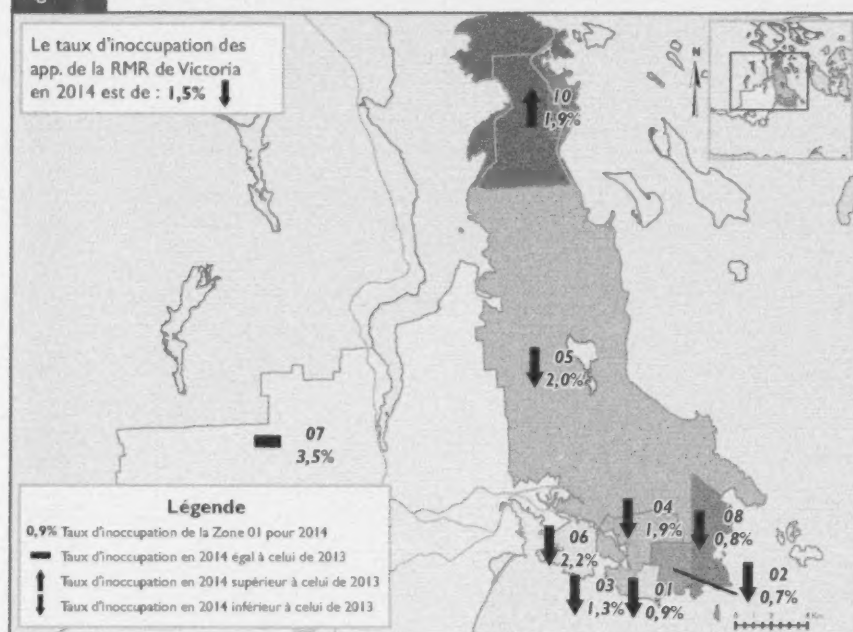 Le taux d'inoccupation des
app. de la RMR de Victoria
en 2014 est de : 1,5%
N
10
1,9%
05
2,0%
07
3,5%
04
1,9%
08
0,8%
06
2,2%
03
1,3%
01
0,9%
02
0,7%
Légende
0,9% Taux d'inoccupation de la Zone 01 pour 2014
Taux d'inoccupation en 2014 égal à celui de 2013
Taux d'inoccupation en 2014 supérieur à celui de 2013
Taux d'inoccupation en 2014 inférieur à celui de 2013
0 2 4 Km